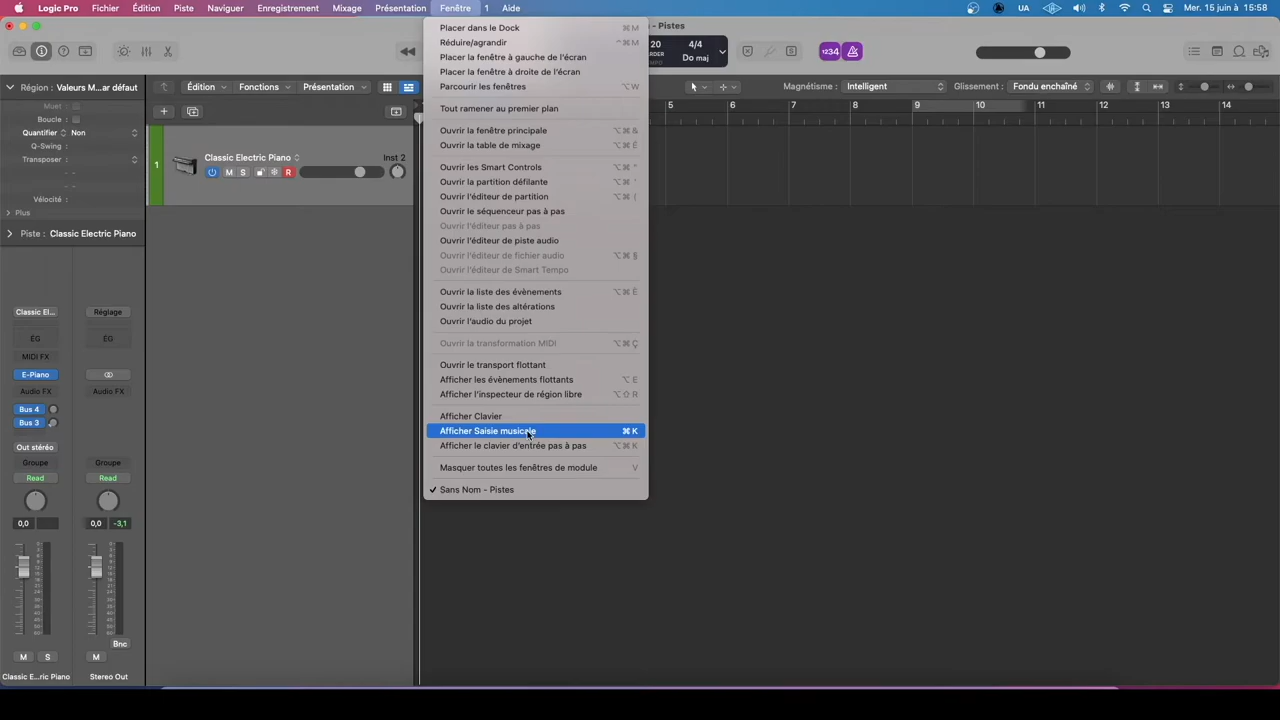 Logic Pro Fichier Édition Piste Naviguer Enregistrement Mixage Présentation Fenêtre 1 Aide UA Mer. 15 juin à 15:58
- Pistes
20 4/4
Do maj
1234
Région : Valeurs M...ar défaut
Édition Fonctions Présentation
Magnétisme : Intelligent Glissement : Fondu enchaîné
Muet :
Boucle :
Quantifier Non
Q-Swing :
Transposer :
Vélocité :
Plus
Piste : Classic Electric Piano
5 6 7 8 9 10 11 12 13 14
1
Classic Electric Piano Inst 2
M S R
Placer dans le Dock ⌘M
Réduire/agrandir ⌃⌘M
Placer la fenêtre à gauche de l'écran
Placer la fenêtre à droite de l'écran
Parcourir les fenêtres ⌥W
Tout ramener au premier plan
Ouvrir la fenêtre principale ⌥⌘&
Ouvrir la table de mixage ⌥⌘É
Ouvrir les Smart Controls ⌥⌘"
Ouvrir la partition défilante ⌥⌘'
Ouvrir l'éditeur de partition ⌥⌘(
Ouvrir le séquenceur pas à pas
Ouvrir l'éditeur pas à pas
Ouvrir l'éditeur de piste audio
Ouvrir l'éditeur de fichier audio ⌥⌘§
Ouvrir l'éditeur de Smart Tempo
Ouvrir la liste des évènements ⌥⌘È
Ouvrir la liste des altérations
Ouvrir l'audio du projet
Ouvrir la transformation MIDI ⌥⌘Ç
Ouvrir le transport flottant
Afficher les évènements flottants ⌥E
Afficher l'inspecteur de région libre ⌥⇧R
Afficher Clavier
Afficher Saisie musicale ⌘K
Afficher le clavier d'entrée pas à pas ⌥⌘K
Masquer toutes les fenêtres de module V
✓ Sans Nom - Pistes
Classic El... Réglage
ÉG ÉG
MIDI FX
E-Piano
Audio FX Audio FX
Bus 4
Bus 3
Out stéréo
Groupe Groupe
Read Read
0,0 0,0 -3,1
Bnc
M S M
Classic E...ric Piano Stereo Out